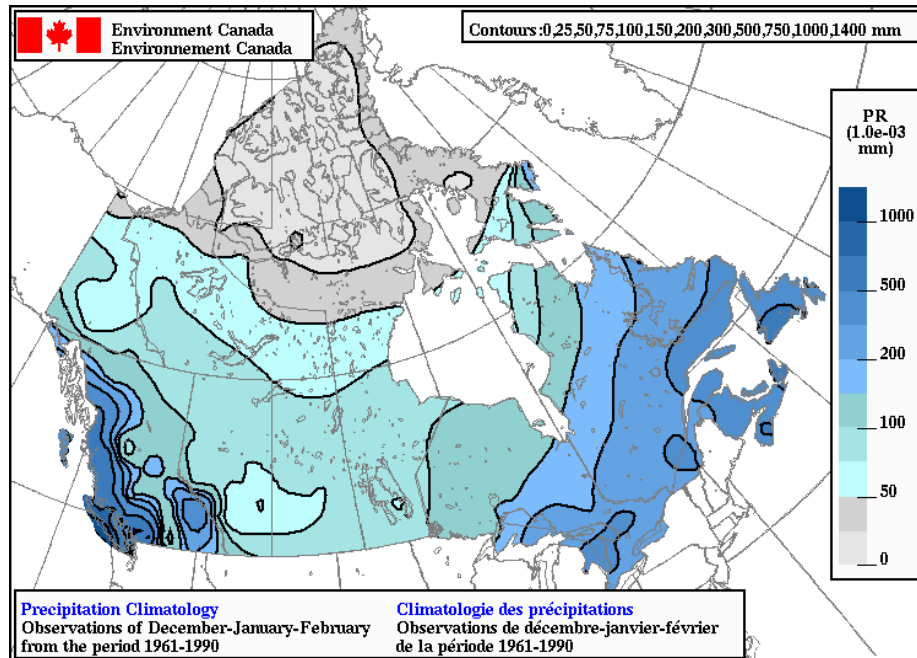 Environment Canada
Environnement Canada
Contours:0,25,50,75,100,150,200,300,500,750,1000,1400 mm
PR
(1.0e-03
mm)
1000
500
200
100
50
0
Precipitation Climatology
Observations of December-January-February
from the period 1961-1990
Climatologie des précipitations
Observations de décembre-janvier-février
de la période 1961-1990